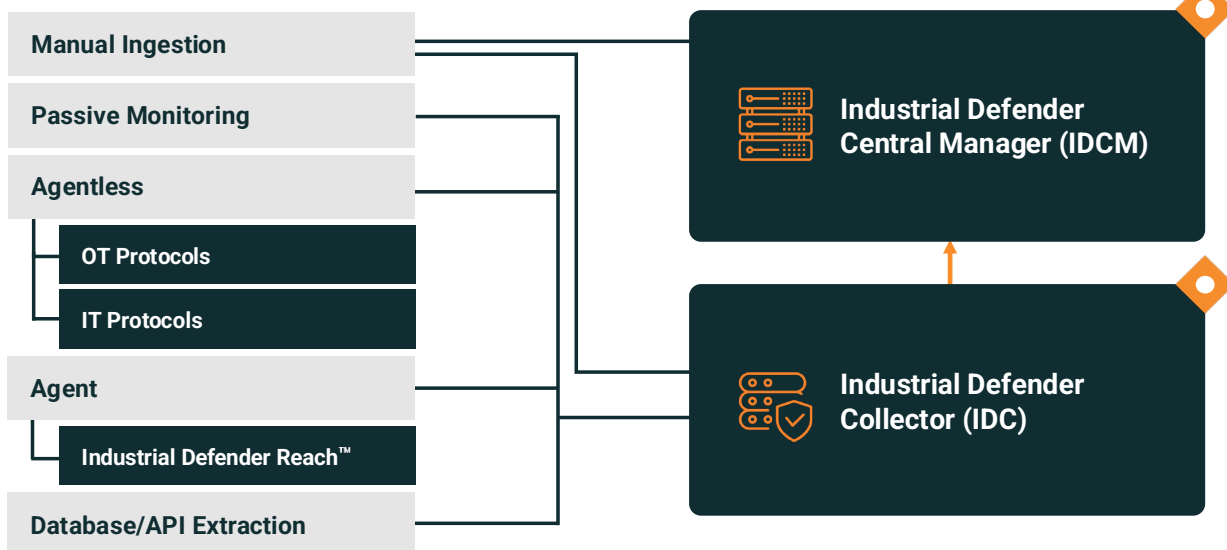 Manual Ingestion
Passive Monitoring
Agentless
OT Protocols
IT Protocols
Agent
Industrial Defender Reach™
Database/API Extraction
Industrial Defender
Central Manager (IDCM)
Industrial Defender
Collector (IDC)